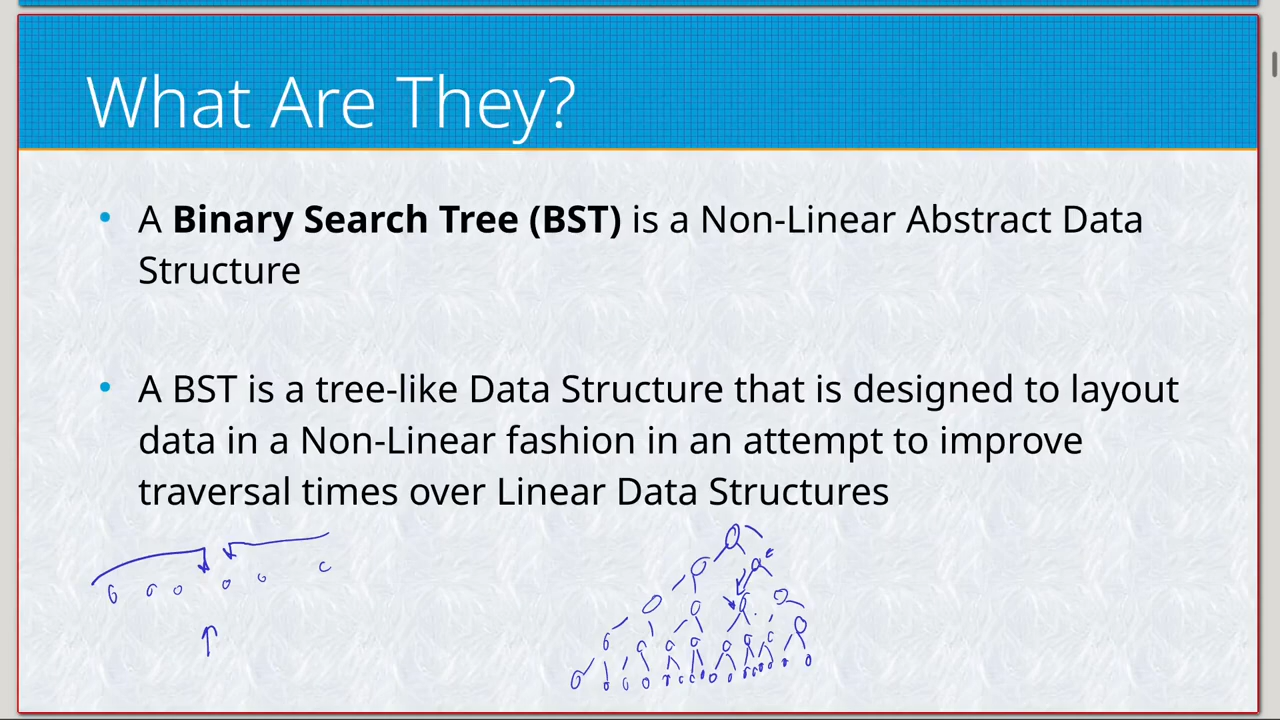 What Are They?
• A Binary Search Tree (BST) is a Non-Linear Abstract Data
Structure
• A BST is a tree-like Data Structure that is designed to layout
data in a Non-Linear fashion in an attempt to improve
traversal times over Linear Data Structures